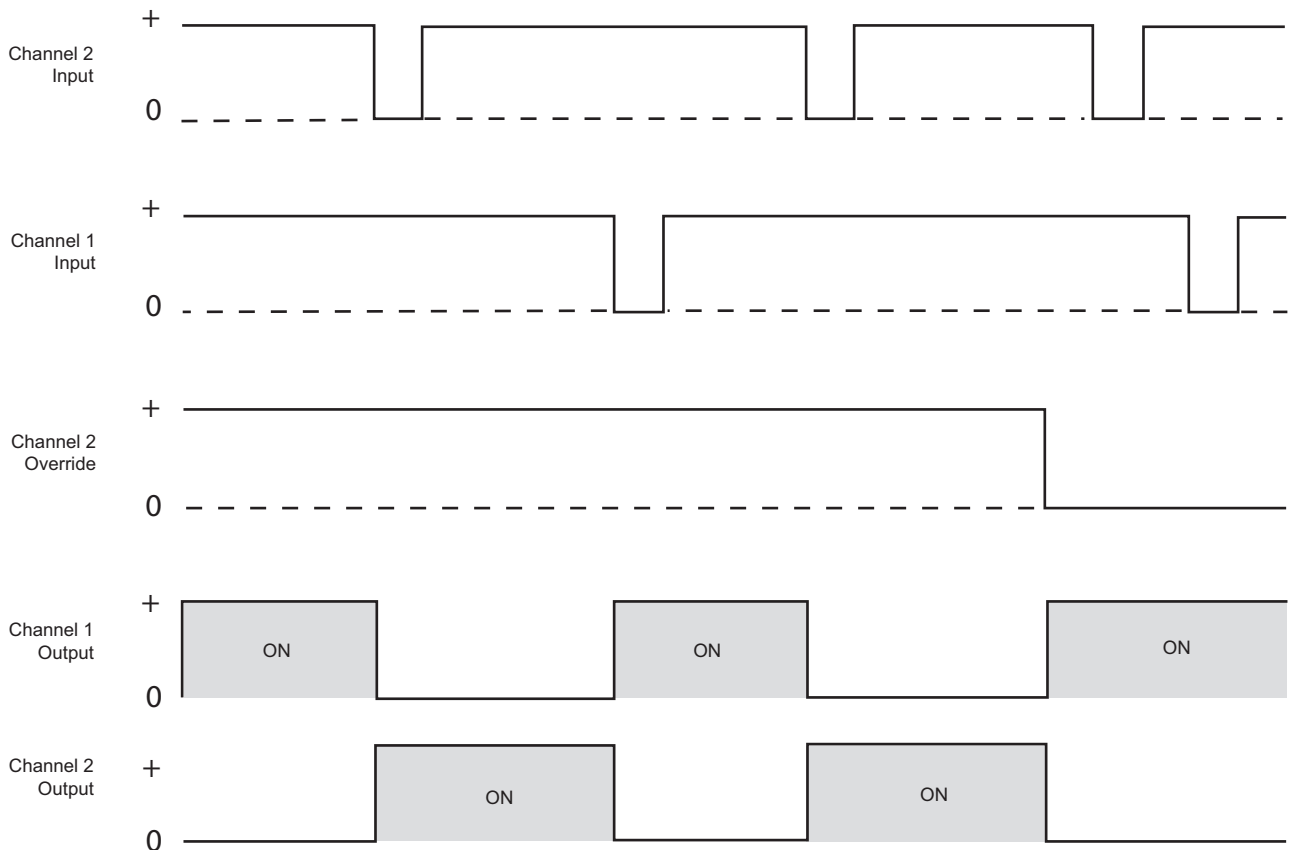 +
Channel 2
Input
0
+
Channel 1
Input
0
+
Channel 2
Override
0
+
Channel 1
Output
ON
ON
ON
0
Channel 2
Output
+
ON
ON
0